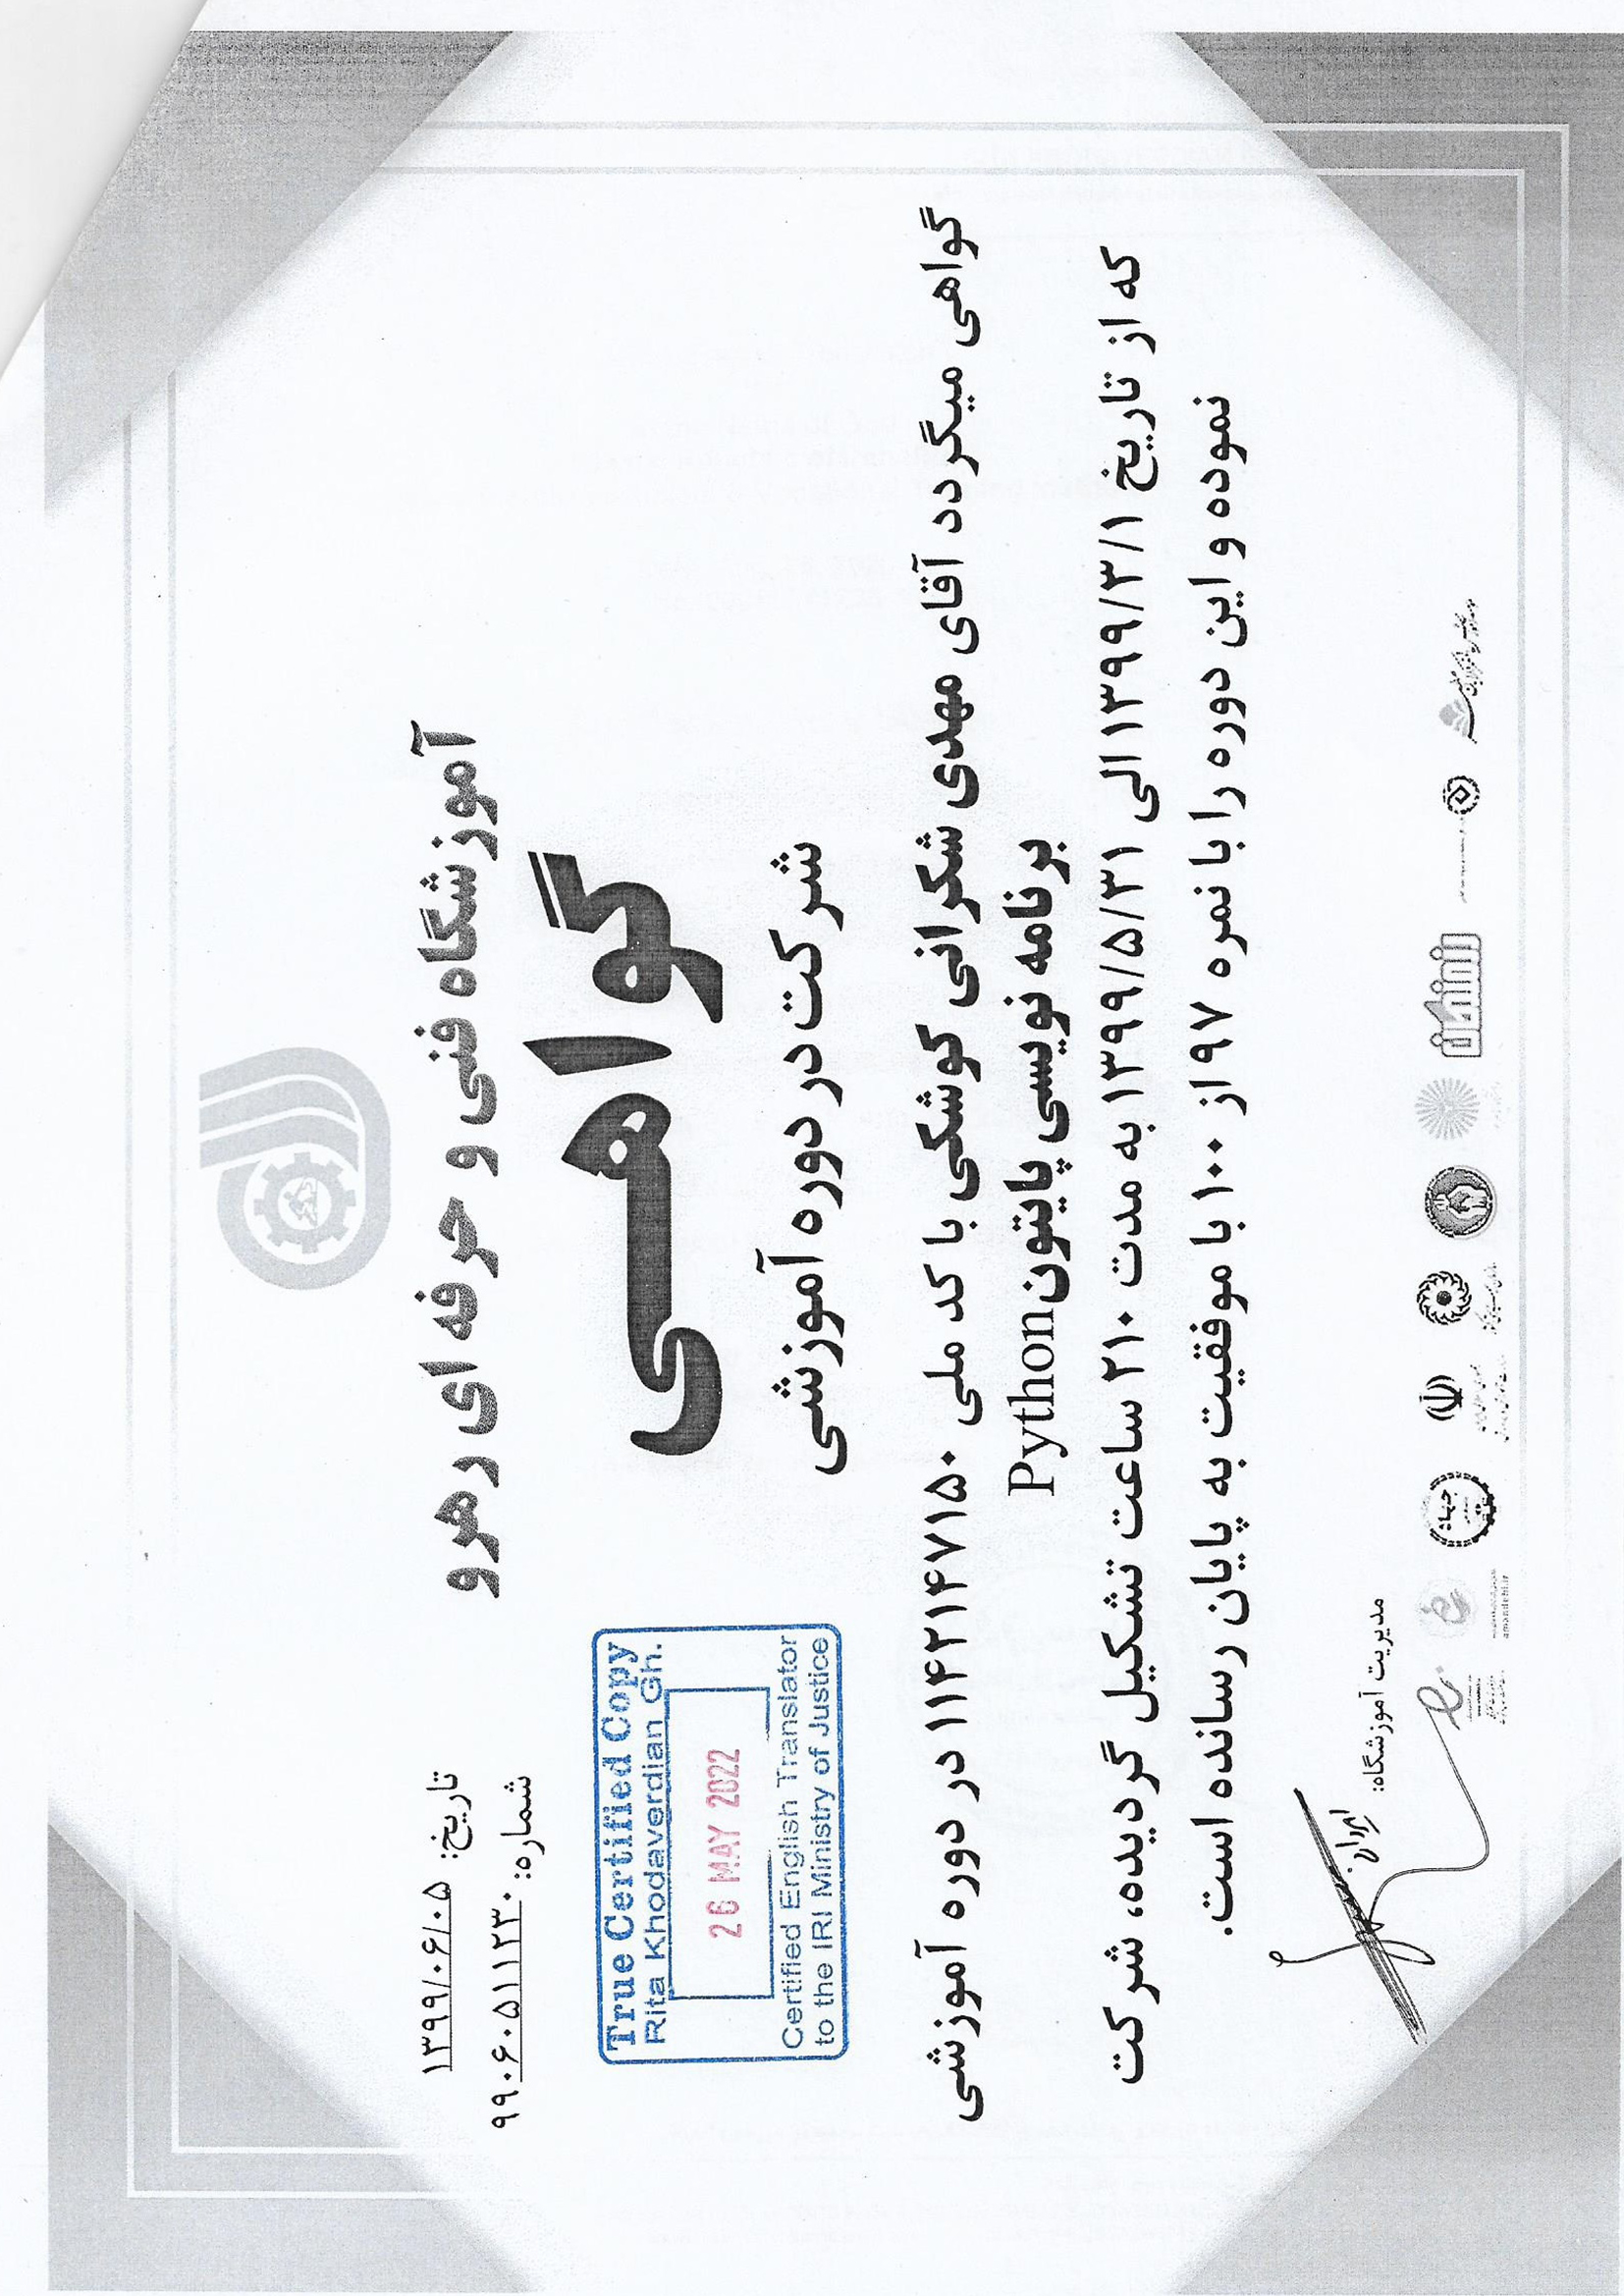 آموزشگاه فنی و حرفه ای رهرو
تاریخ: ۱۳۹۹/۰۶/۰۵
شماره: ۹۹۰۶۰۵۱۱۲۳۰
گواهی
شرکت در دوره آموزشی
True Certified Copy
Rita Khodaverdian Gh.
26 MAY 2022
Certified English Translator
to the IRI Ministry of Justice
گواهی میگردد آقای مهدی شکرانی کوشکی با کد ملی ۱۱۴۲۱۴۷۱۵۰ در دوره آموزشی
برنامه نویسی پایتون Python
که از تاریخ ۱۳۹۹/۳/۱ الی ۱۳۹۹/۵/۳۱ به مدت ۲۱۰ ساعت تشکیل گردیده، شرکت
نموده و این دوره را با نمره ۹۷ از ۱۰۰ با موفقیت به پایان رسانده است.
مدیریت آموزشگاه: